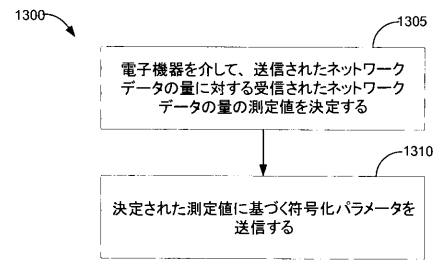 1300
1305
電子機器を介して、送信されたネットワーク
データの量に対する受信されたネットワーク
データの量の測定値を決定する
1310
決定された測定値に基づく符号化パラメータを
送信する